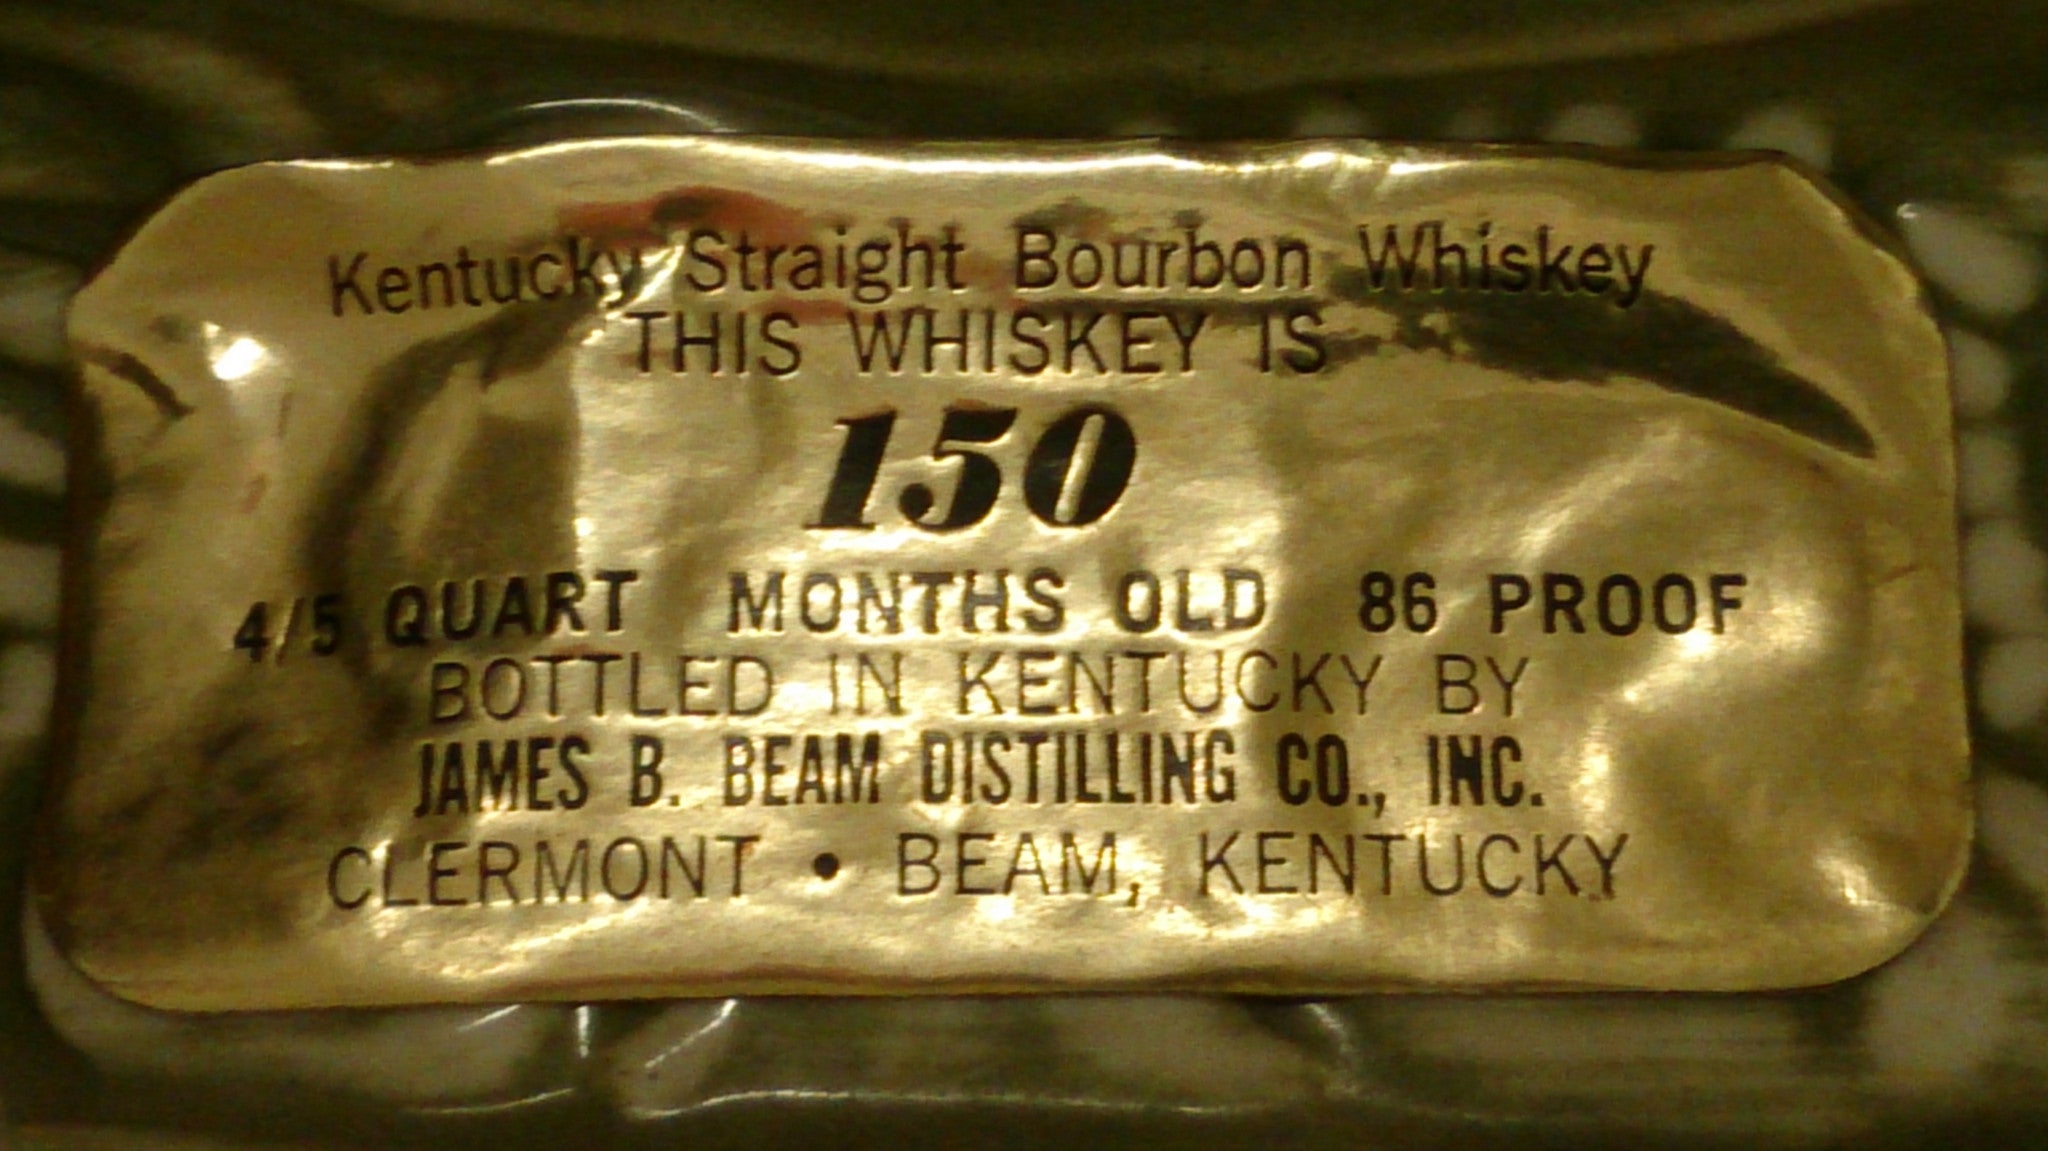 Kentucky Straight Bourbon Whiskey
THIS WHISKEY IS
150
4/5 QUART MONTHS OLD 86 PROOF
BOTTLED IN KENTUCKY BY
JAMES B. BEAM DISTILLING CO., INC.
CLERMONT • BEAM, KENTUCKY